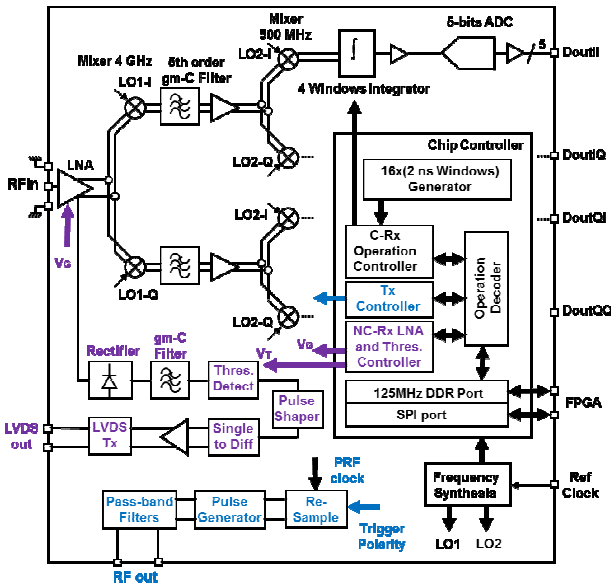 Mixer
500 MHz
5-bits ADC
LO2-I
5
DoutII
Mixer 4 GHz
LO1-I
5th order
gm-C Filter
∫
4 Windows Integrator
LO2-Q
Chip Controller
DoutIQ
16x(2 ns Windows)
Generator
LNA
RFin
LO2-I
DoutQI
VG
C-Rx
Operation
Controller
Operation
Decoder
LO1-Q
Tx
Controller
LO2-Q
DoutQQ
NC-Rx LNA
and Thres.
Controller
VG
VT
Rectifier
gm-C
Filter
Thres.
Detect
Pulse
Shaper
125MHz DDR Port
SPI port
FPGA
LVDS
out
LVDS
Tx
Single
to Diff
PRF
clock
Frequency
Synthesis
Ref
Clock
Pass-band
Filters
Pulse
Generator
Re-
Sample
Trigger
Polarity
LO1
LO2
RF out